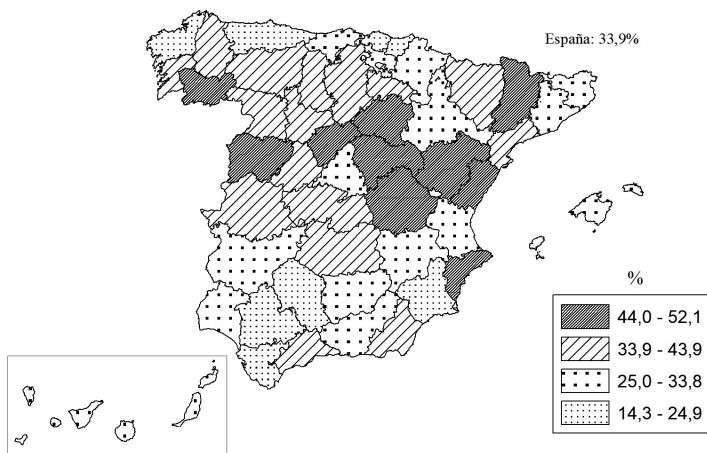 España: 33,9%
%
44,0 - 52,1
33,9 - 43,9
25,0 - 33,8
14,3 - 24,9